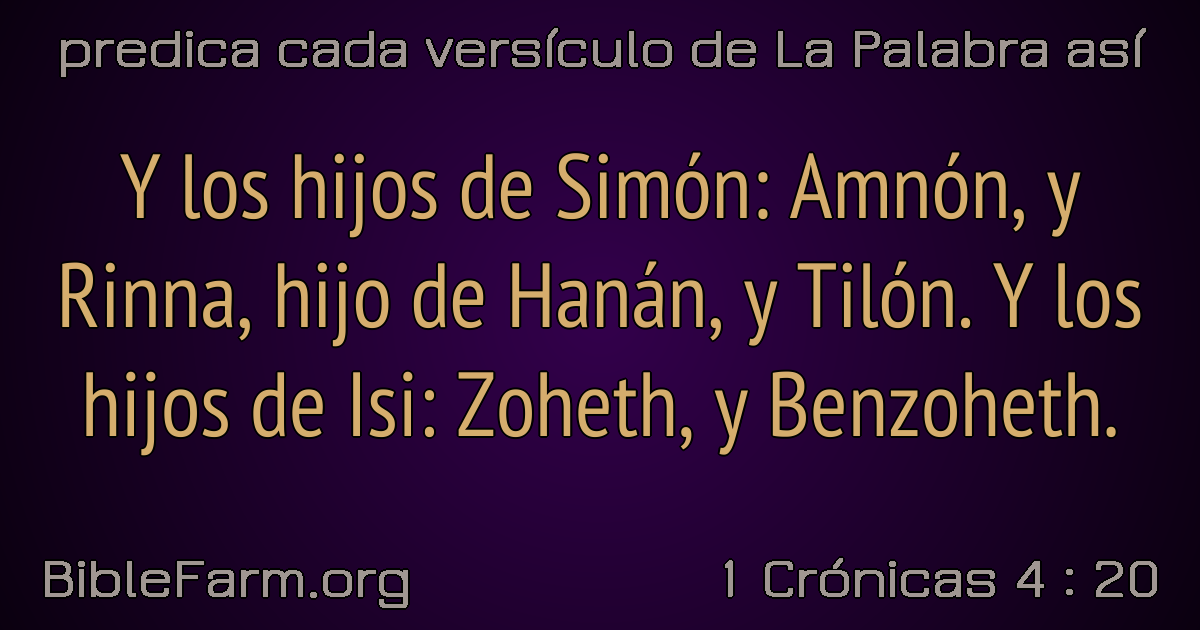 predica cada versículo de La Palabra así
Y los hijos de Simón: Amnón, y
Rinna, hijo de Hanán, y Tilón. Y los
hijos de Isi: Zoheth, y Benzoheth.
BibleFarm.org
1 Crónicas 4 : 20